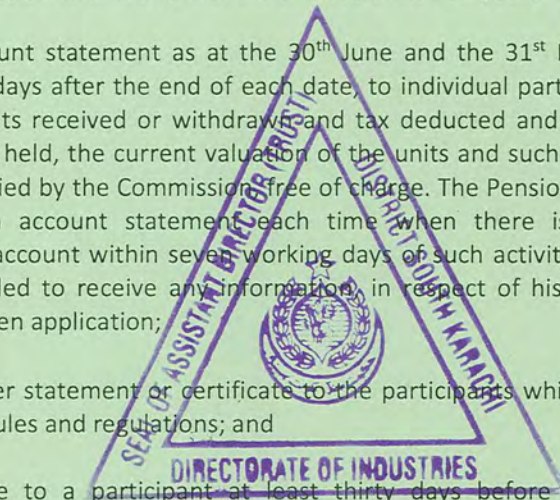 unt statement as at the 30th June and the 31st
days after the end of each date, to individual part
ts received or withdrawn and tax deducted and
held, the current valuation of the units and such
ied by the Commission, free of charge. The Pensio
account statement each time when there is
account within seven working days of such activit
led to receive any information, in respect of his
en application;
er statement or certificate to the participants whi
ules and regulations; and
e to a participant at least thirty days before
SEAL OF ASSISTANT DIRECTOR (TRUST)
DISTRICT SOUTH KARACHI
DIRECTORATE OF INDUSTRIES